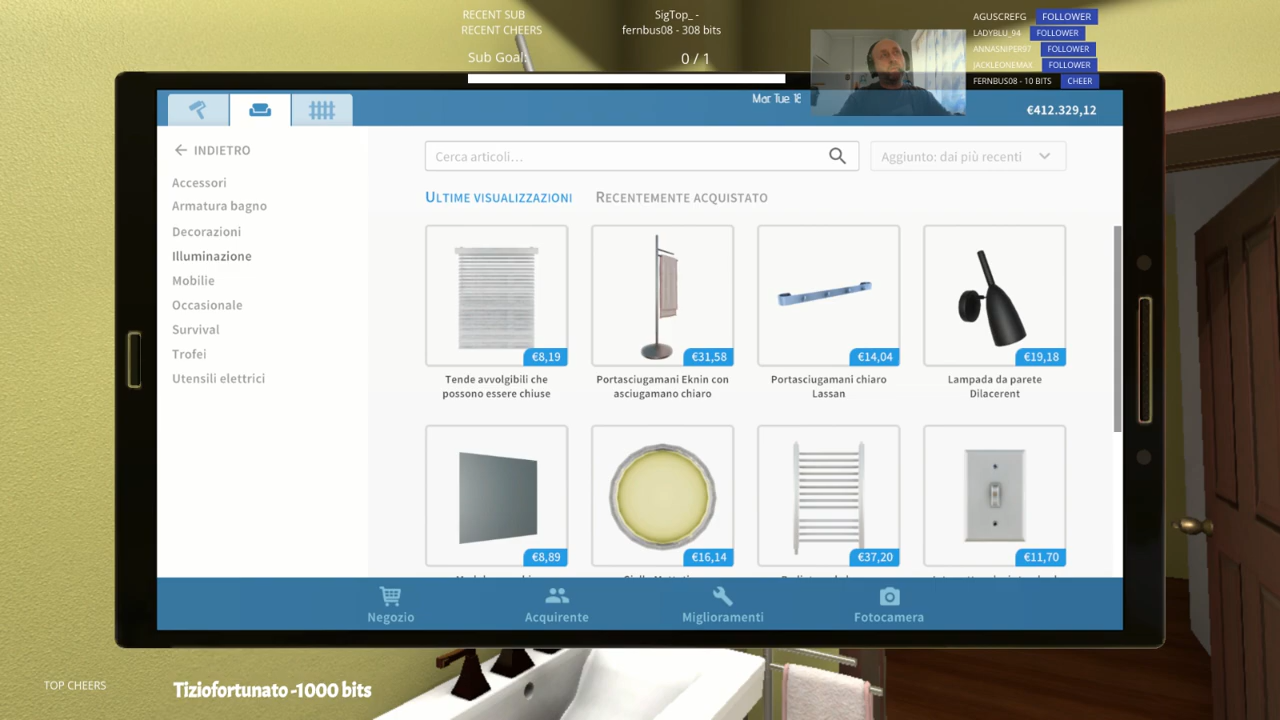 RECENT SUB
SigTop_ -
RECENT CHEERS
fernbus08 - 308 bits
Sub Goal:
0 / 1
AGUSCREFG FOLLOWER
LADYBLU_94 FOLLOWER
ANNASNIPER97 FOLLOWER
JACKLEONEMAX FOLLOWER
FERNBUS08 - 10 BITS CHEER
Mar Tue 18
€412.329,12
INDIETRO
Accessori
Armatura bagno
Decorazioni
Illuminazione
Mobilie
Occasionale
Survival
Trofei
Utensili elettrici
Cerca articoli...
Aggiunto: dai più recenti
ULTIME VISUALIZZAZIONI
RECENTEMENTE ACQUISTATO
€8,19
Tende avvolgibili che
possono essere chiuse
€31,58
Portasciugamani Eknin con
asciugamano chiaro
€14,04
Portasciugamani chiaro
Lassan
€19,18
Lampada da parete
Dilacerent
€8,89
€16,14
€37,20
€11,70
Negozio
Acquirente
Miglioramenti
Fotocamera
TOP CHEERS
Tiziofortunato -1000 bits